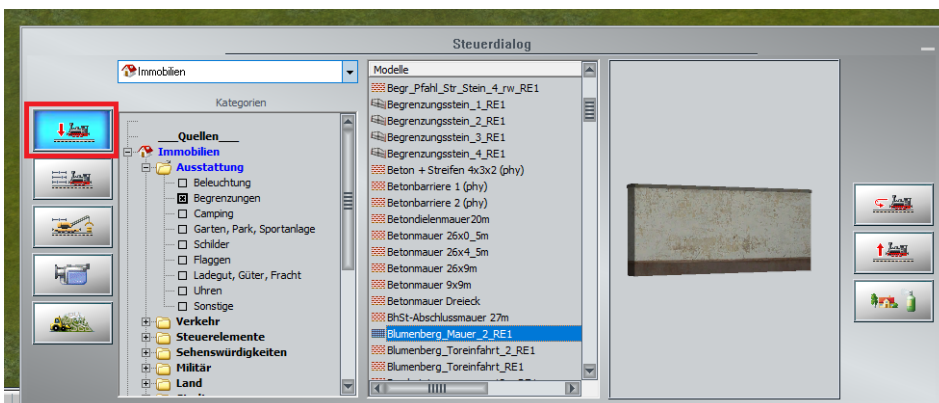 Steuerdialog
Immobilien
Kategorien
__Quellen__
Immobilien
Ausstattung
Beleuchtung
Begrenzungen
Camping
Garten, Park, Sportanlage
Schilder
Flaggen
Ladegut, Güter, Fracht
Uhren
Sonstige
Verkehr
Steuerelemente
Sehenswürdigkeiten
Militär
Land
Modelle
Begr_Pfahl_Str_Stein_4_rw_RE1
Begrenzungsstein_1_RE1
Begrenzungsstein_2_RE1
Begrenzungsstein_3_RE1
Begrenzungsstein_4_RE1
Beton + Streifen 4x3x2 (phy)
Betonbarriere 1 (phy)
Betonbarriere 2 (phy)
Betondielenmauer20m
Betonmauer 26x0_5m
Betonmauer 26x4_5m
Betonmauer 26x9m
Betonmauer 9x9m
Betonmauer Dreieck
BhSt-Abschlussmauer 27m
Blumenberg_Mauer_2_RE1
Blumenberg_Toreinfahrt_2_RE1
Blumenberg_Toreinfahrt_RE1